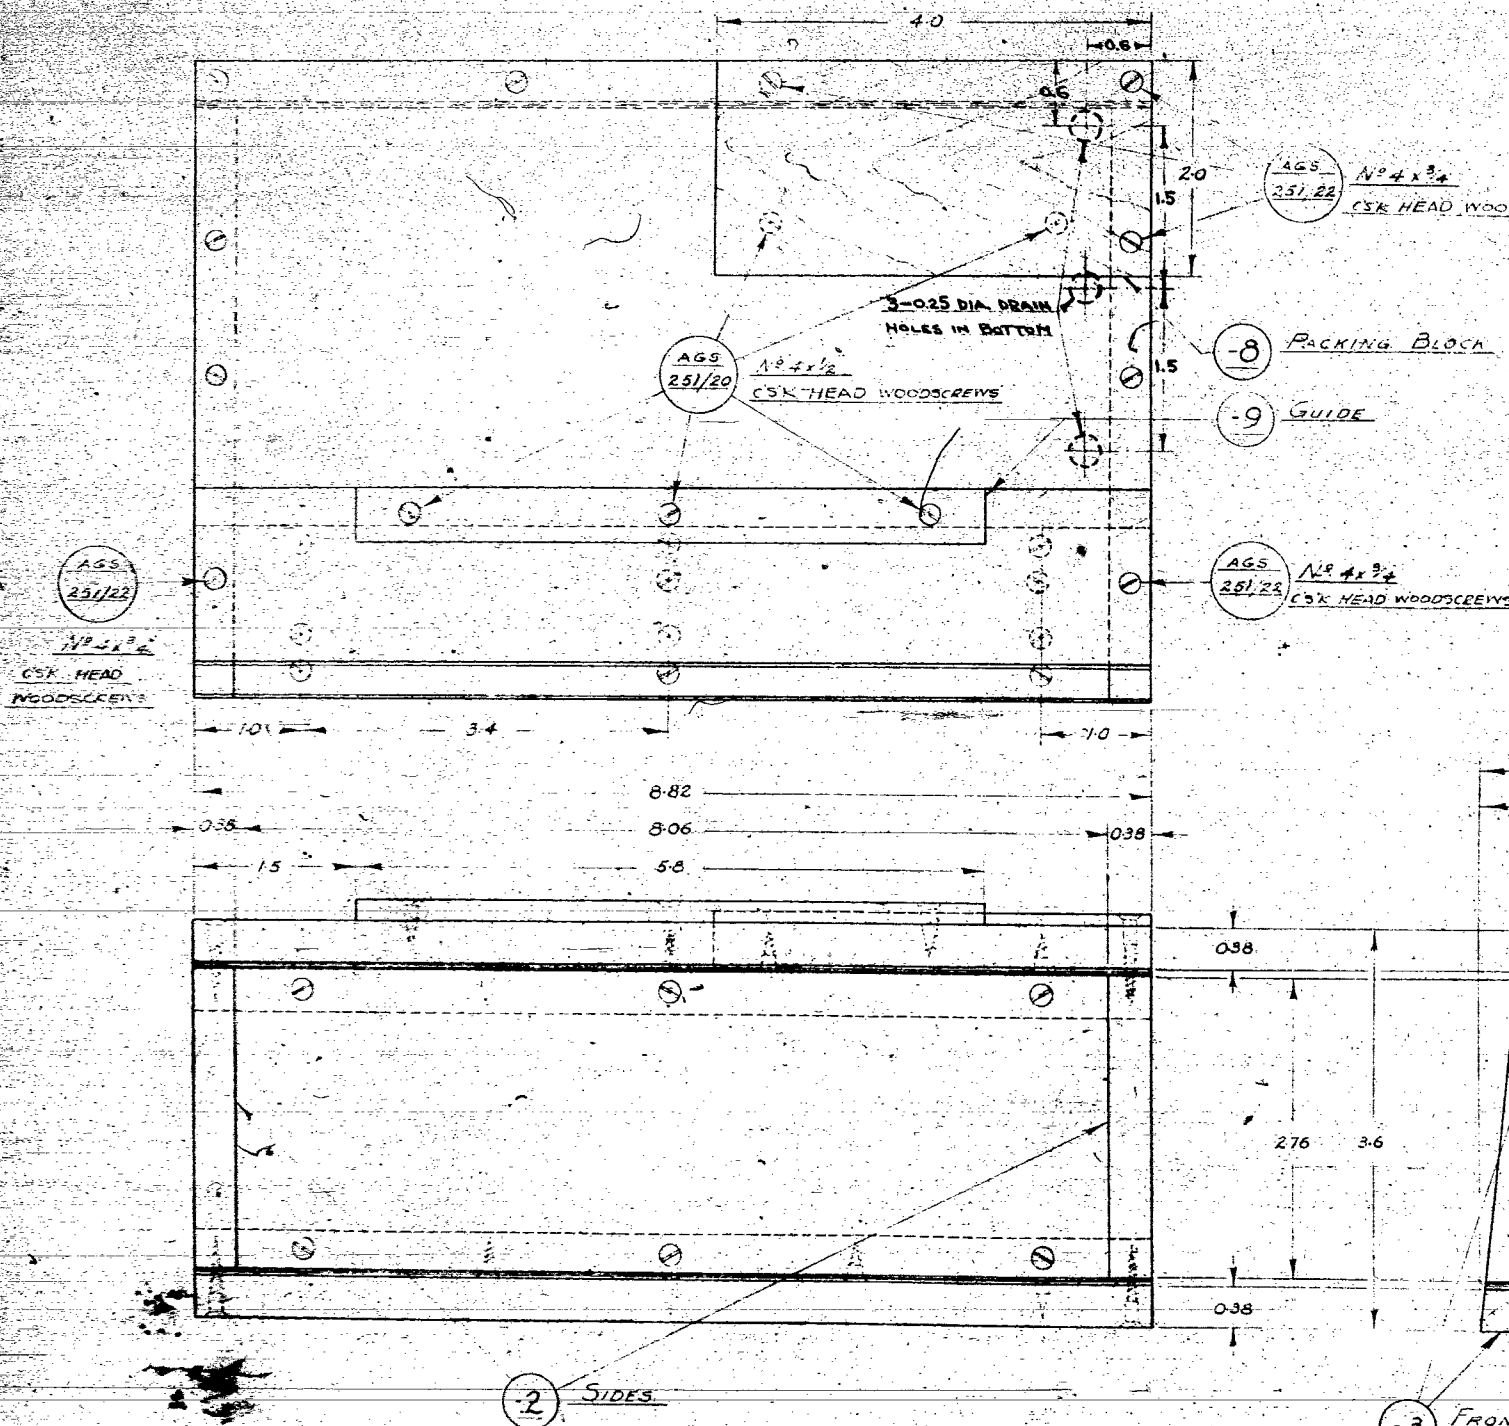 4.0
0.6
0.6
2.0
1.5
AGS
251/22
Nº 4 x 3/4
CSK HEAD
3-0.25 DIA. DRAIN
HOLES IN BOTTOM
AGS
251/20
Nº 4 x 1/2
CSK HEAD WOODSCREWS
1.5
-8
PACKING BLOCK
-9
GUIDE
AGS
251/22
Nº 4 x 3/4
CSK HEAD
WOODSCREWS
AGS
251/22
Nº 4 x 3/4
CSK HEAD WOODSCREWS
1.0
3.4
1.0
8.82
0.38
8.06
0.38
1.5
5.8
0.38
2.76
3.6
0.38
-2
SIDES
-3